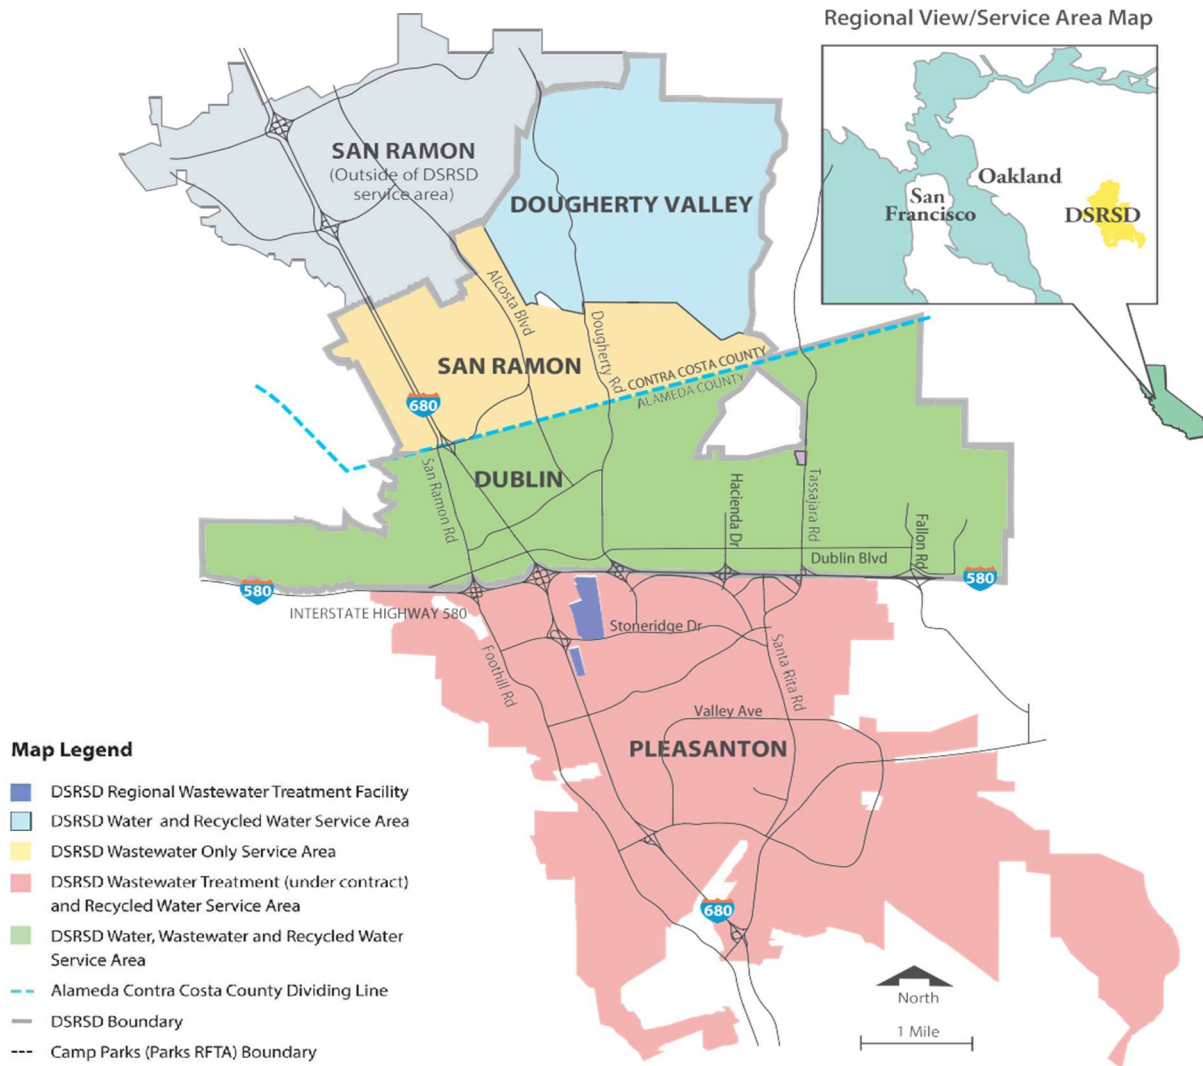 Regional View/Service Area Map
Oakland
San
Francisco
DSRSD
SAN RAMON
(Outside of DSRSD
service area)
DOUGHERTY VALLEY
Alcosta Blvd
Dougherty Rd
SAN RAMON
CONTRA COSTA COUNTY
ALAMEDA COUNTY
680
San Ramon Rd
DUBLIN
Hacienda Dr
Tassajara Rd
Fallon Rd
Dublin Blvd
580
580
INTERSTATE HIGHWAY 580
Stoneridge Dr
Foothill Rd
Santa Rita Rd
Valley Ave
PLEASANTON
680
Map Legend
DSRSD Regional Wastewater Treatment Facility
DSRSD Water and Recycled Water Service Area
DSRSD Wastewater Only Service Area
DSRSD Wastewater Treatment (under contract)
and Recycled Water Service Area
DSRSD Water, Wastewater and Recycled Water
Service Area
Alameda Contra Costa County Dividing Line
DSRSD Boundary
Camp Parks (Parks RFTA) Boundary
North
1 Mile